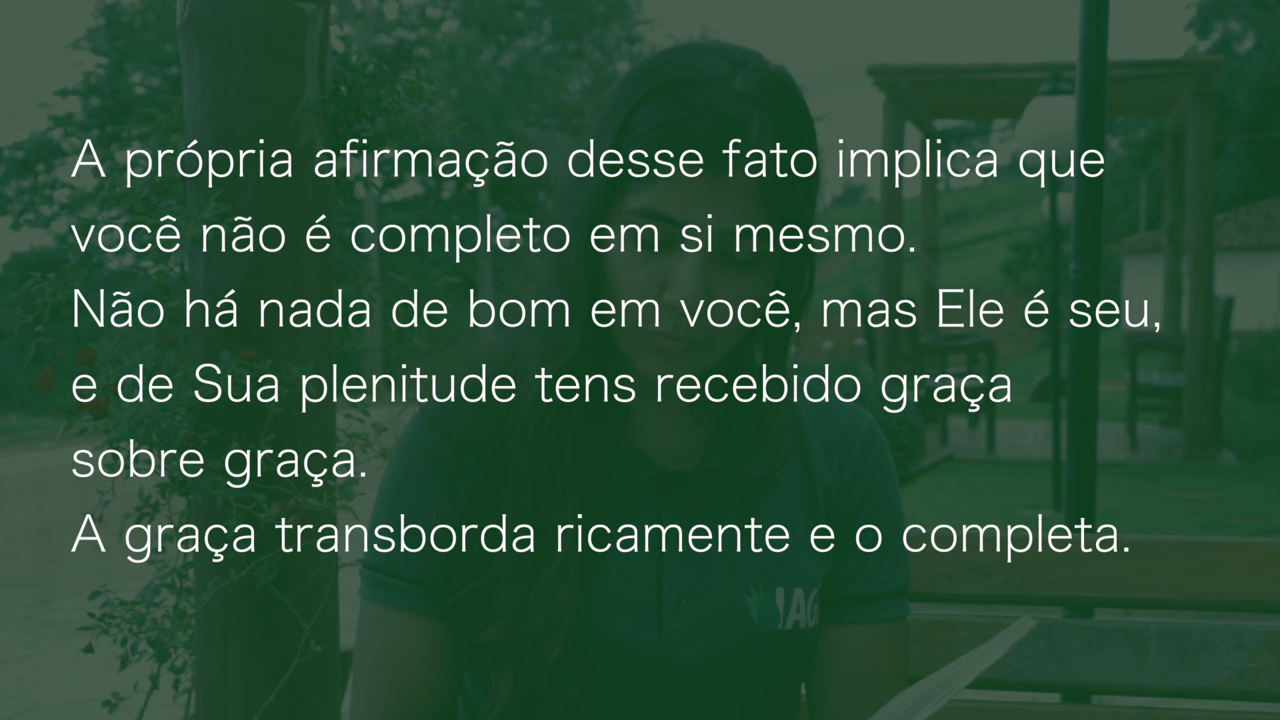 A própria afirmação desse fato implica que
você não é completo em si mesmo.
Não há nada de bom em você, mas Ele é seu,
e de Sua plenitude tens recebido graça
sobre graça.
A graça transborda ricamente e o completa.